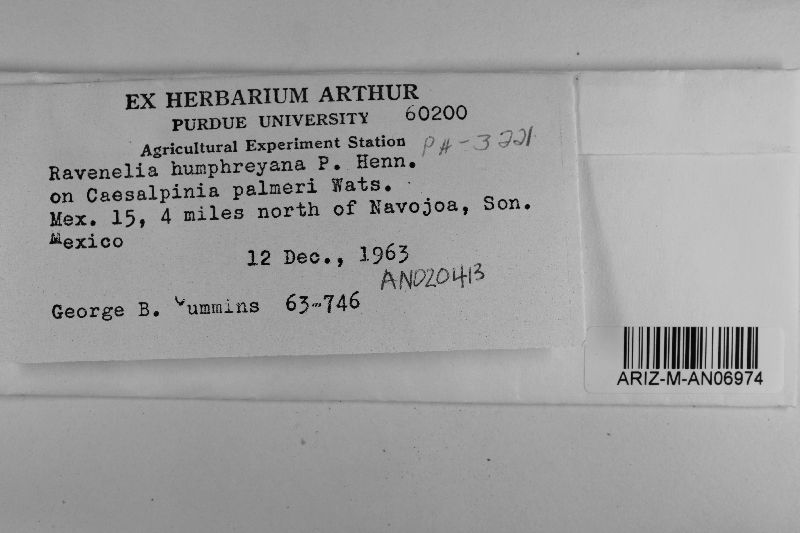 EX HERBARIUM ARTHUR
PURDUE UNIVERSITY 60200
Agricultural Experiment Station PH-3221
Ravenelia humphreyana P. Henn.
on Caesalpinia palmeri Wats.
Mex. 15, 4 miles north of Navojoa, Son.
Mexico
12 Dec., 1963
AN020413
George B. Cummins 63-746
ARIZ-M-AN06974